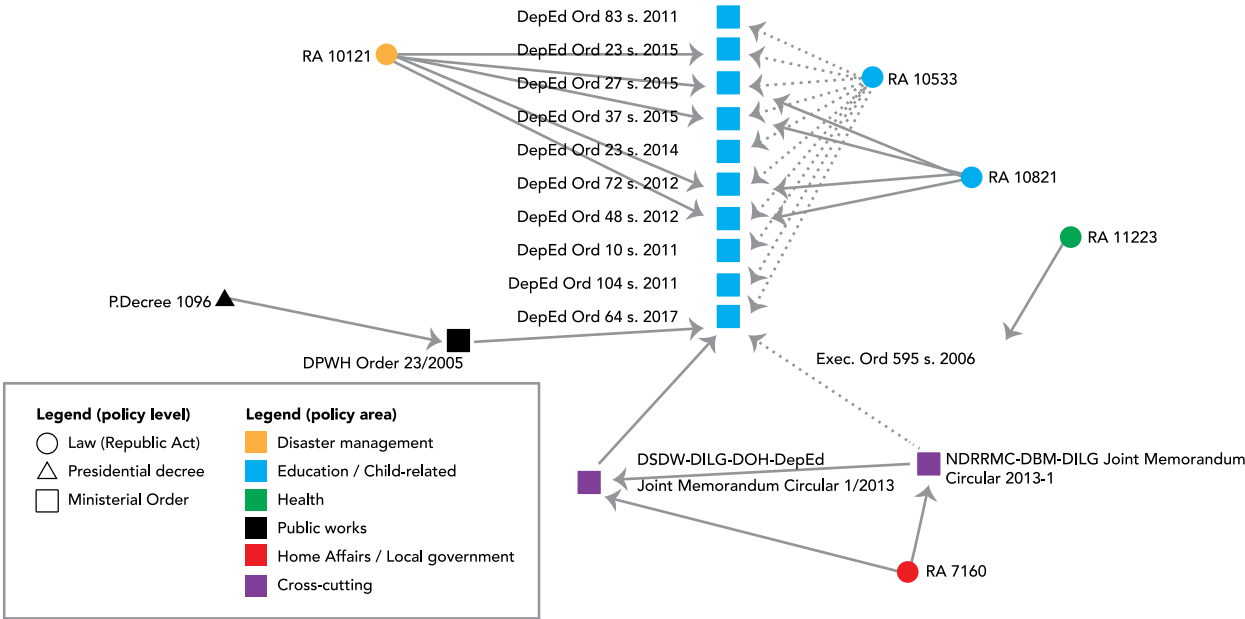 DepEd Ord 83 s. 2011
RA 10121
DepEd Ord 23 s. 2015
DepEd Ord 27 s. 2015
RA 10533
DepEd Ord 37 s. 2015
DepEd Ord 23 s. 2014
DepEd Ord 72 s. 2012
RA 10821
DepEd Ord 48 s. 2012
RA 11223
DepEd Ord 10 s. 2011
DepEd Ord 104 s. 2011
P.Decree 1096
DepEd Ord 64 s. 2017
DPWH Order 23/2005
Exec. Ord 595 s. 2006
Legend (policy level)
Law (Republic Act)
Presidential decree
Ministerial Order
Legend (policy area)
Disaster management
Education / Child-related
Health
Public works
Home Affairs / Local government
Cross-cutting
DSDW-DILG-DOH-DepEd
Joint Memorandum Circular 1/2013
NDRRMC-DBM-DILG Joint Memorandum
Circular 2013-1
RA 7160